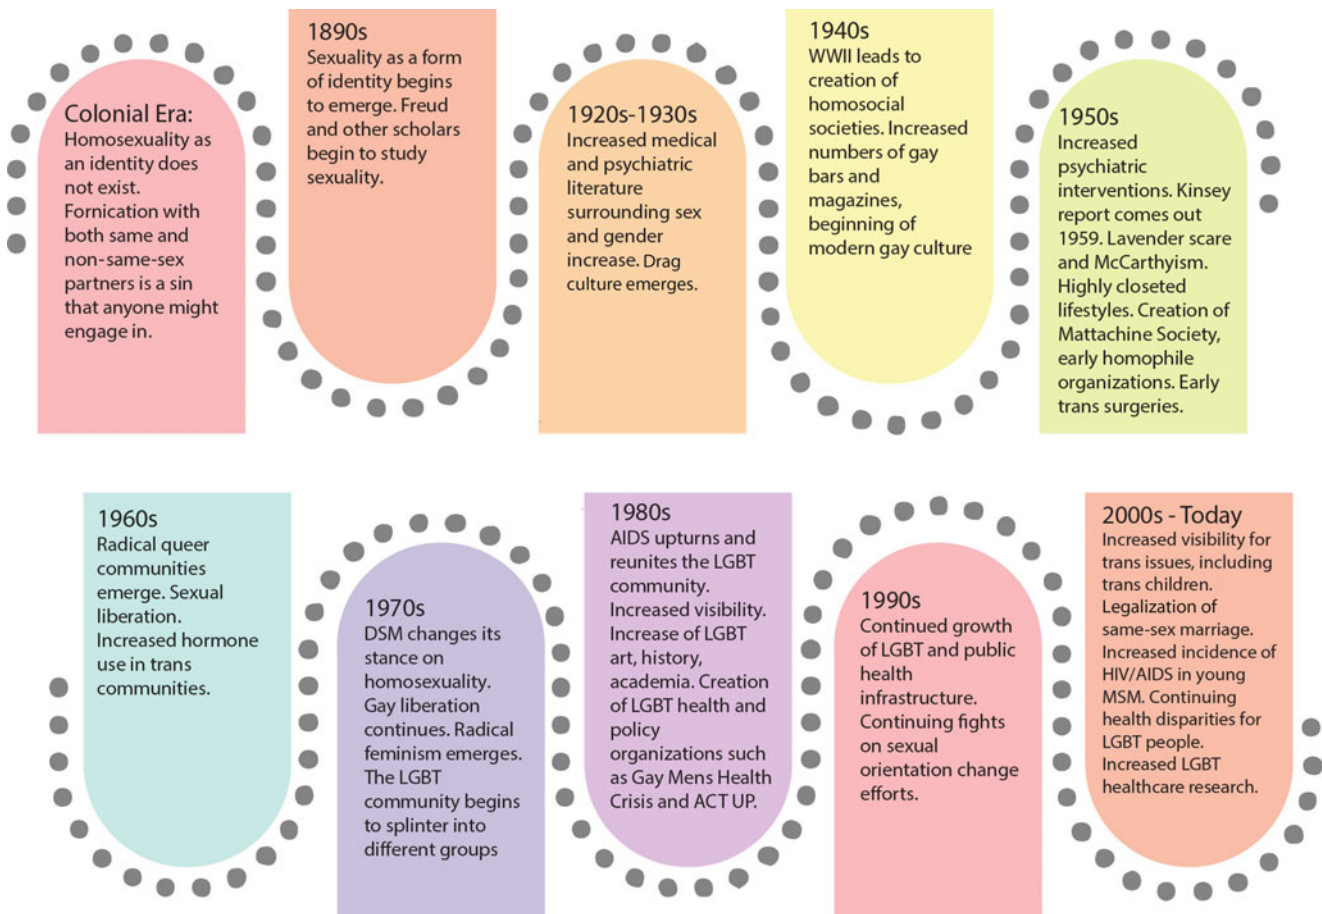 Colonial Era:
Homosexuality as
an identity does
not exist.
Fornication with
both same and
non-same-sex
partners is a sin
that anyone might
engage in.
1890s
Sexuality as a form
of identity begins
to emerge. Freud
and other scholars
begin to study
sexuality.
1920s-1930s
Increased medical
and psychiatric
literature
surrounding sex
and gender
increase. Drag
culture emerges.
1940s
WWII leads to
creation of
homosocial
societies. Increased
numbers of gay
bars and
magazines,
beginning of
modern gay culture
1950s
Increased
psychiatric
interventions. Kinsey
report comes out
1959. Lavender scare
and McCarthyism.
Highly closeted
lifestyles. Creation of
Mattachine Society,
early homophile
organizations. Early
trans surgeries.
1960s
Radical queer
communities
emerge. Sexual
liberation.
Increased hormone
use in trans
communities.
1970s
DSM changes its
stance on
homosexuality.
Gay liberation
continues. Radical
feminism emerges.
The LGBT
community begins
to splinter into
different groups
1980s
AIDS upturns and
reunites the LGBT
community.
Increased visibility.
Increase of LGBT
art, history,
academia. Creation
of LGBT health and
policy
organizations such
as Gay Mens Health
Crisis and ACT UP.
1990s
Continued growth
of LGBT and public
health
infrastructure.
Continuing fights
on sexual
orientation change
efforts.
2000s - Today
Increased visibility for
trans issues, including
trans children.
Legalization of
same-sex marriage.
Increased incidence of
HIV/AIDS in young
MSM. Continuing
health disparities for
LGBT people.
Increased LGBT
healthcare research.